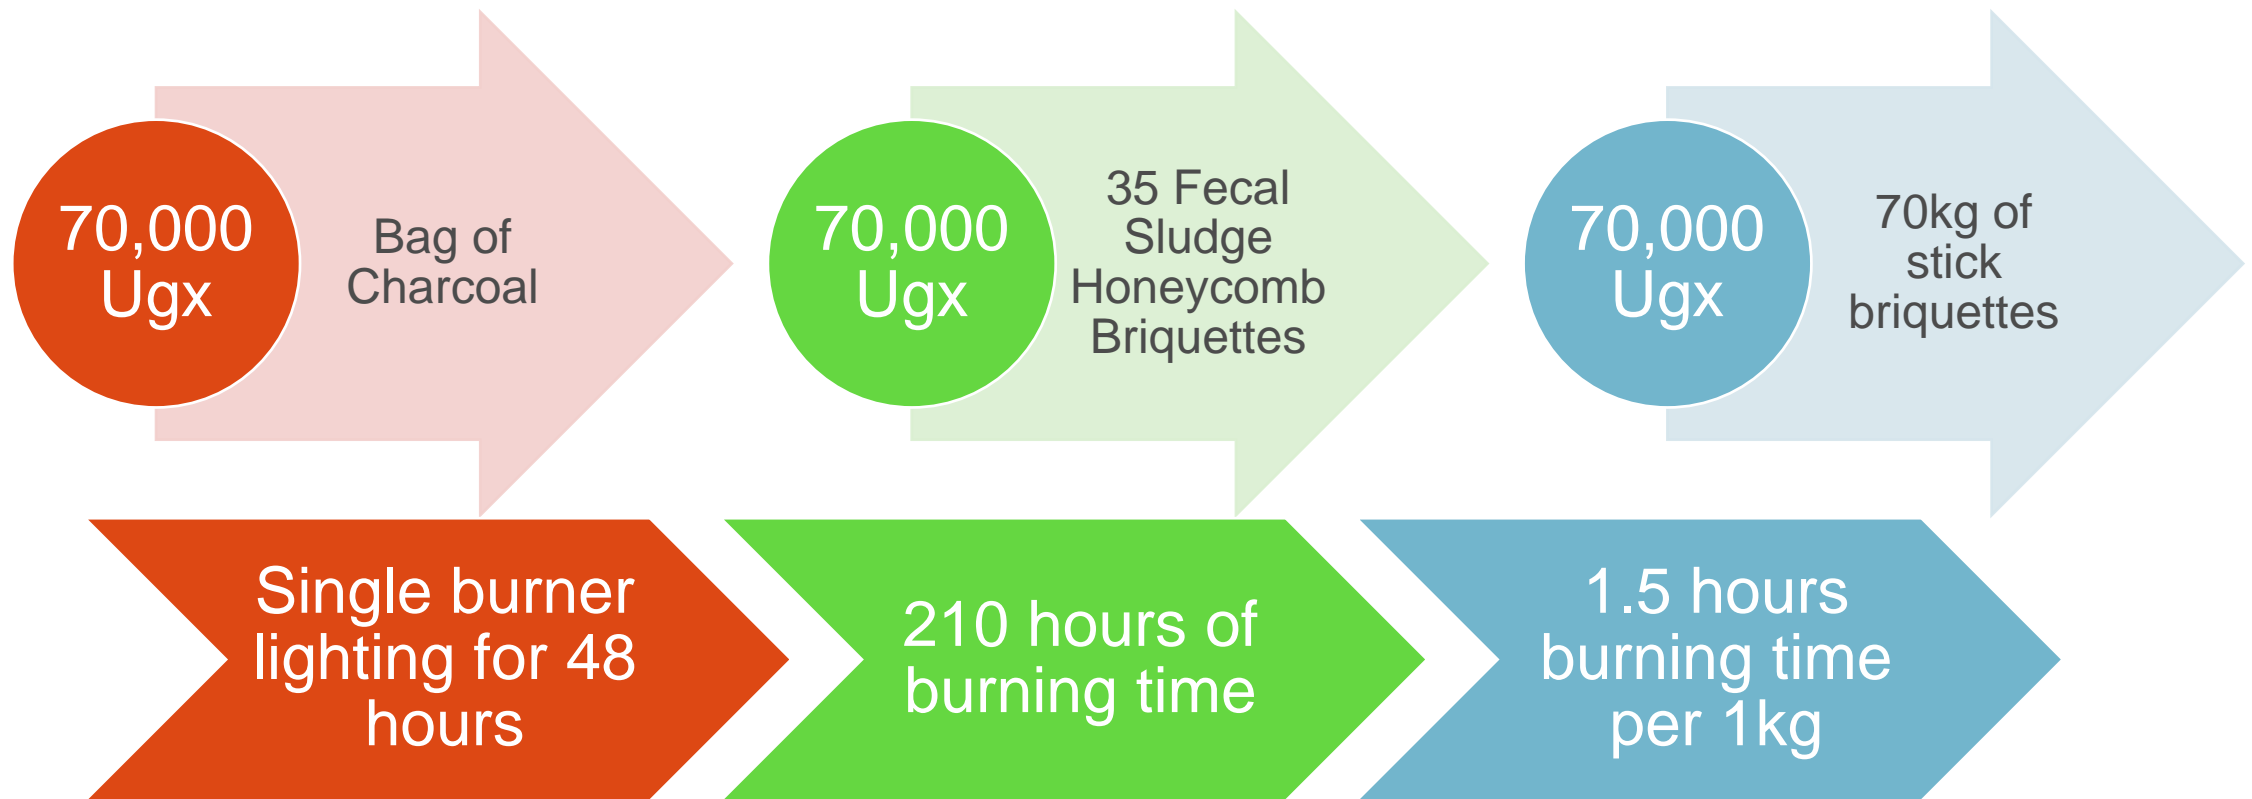 70,000
Ugx
Bag of
Charcoal
70,000
Ugx
35 Fecal
Sludge
Honeycomb
Briquettes
70,000
Ugx
70kg of
stick
briquettes
Single burner
lighting for 48
hours
210 hours of
burning time
1.5 hours
burning time
per 1kg